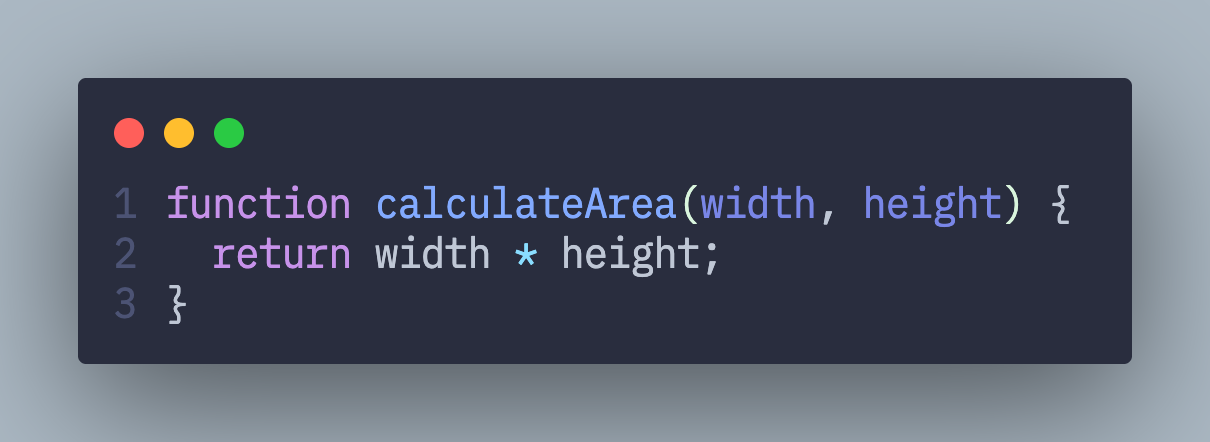 1 function calculateArea(width, height) {
2   return width * height;
3 }